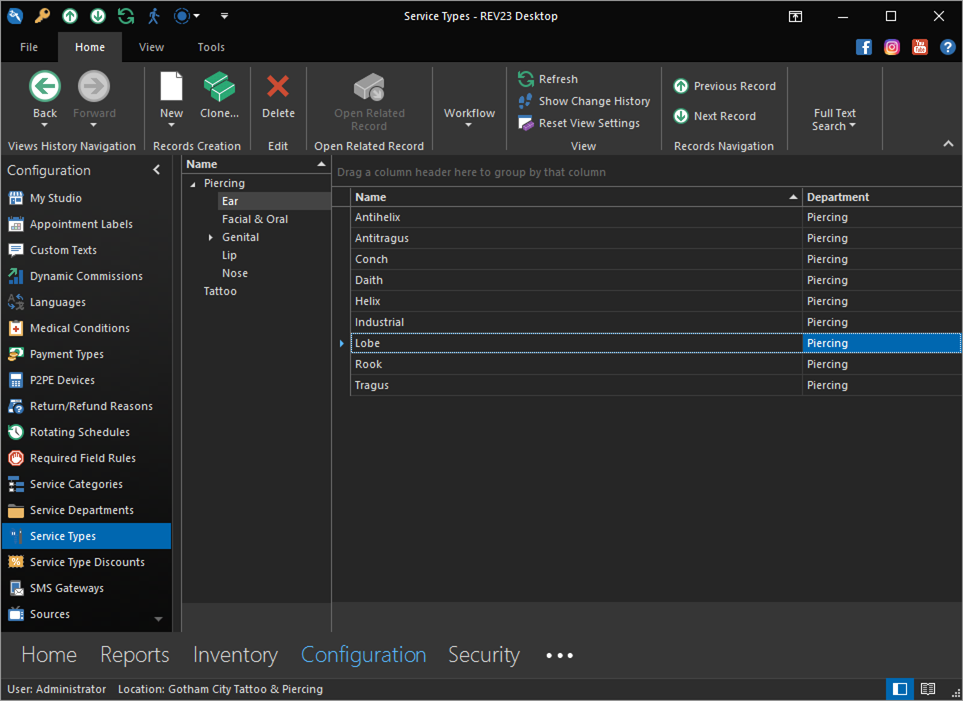 Service Types - REV23 Desktop
File Home View Tools
Back Forward New Clone... Delete Open Related Record Workflow Refresh Show Change History Reset View Settings Previous Record Next Record Full Text Search
Views History Navigation Records Creation Edit Open Related Record View Records Navigation
Configuration
My Studio
Appointment Labels
Custom Texts
Dynamic Commissions
Languages
Medical Conditions
Payment Types
P2PE Devices
Return/Refund Reasons
Rotating Schedules
Required Field Rules
Service Categories
Service Departments
Service Types
Service Type Discounts
SMS Gateways
Sources
Name
Piercing
Ear
Facial & Oral
Genital
Lip
Nose
Tattoo
Drag a column header here to group by that column
Name Department
Antihelix Piercing
Antitragus Piercing
Conch Piercing
Daith Piercing
Helix Piercing
Industrial Piercing
Lobe Piercing
Rook Piercing
Tragus Piercing
Home Reports Inventory Configuration Security
User: Administrator Location: Gotham City Tattoo & Piercing